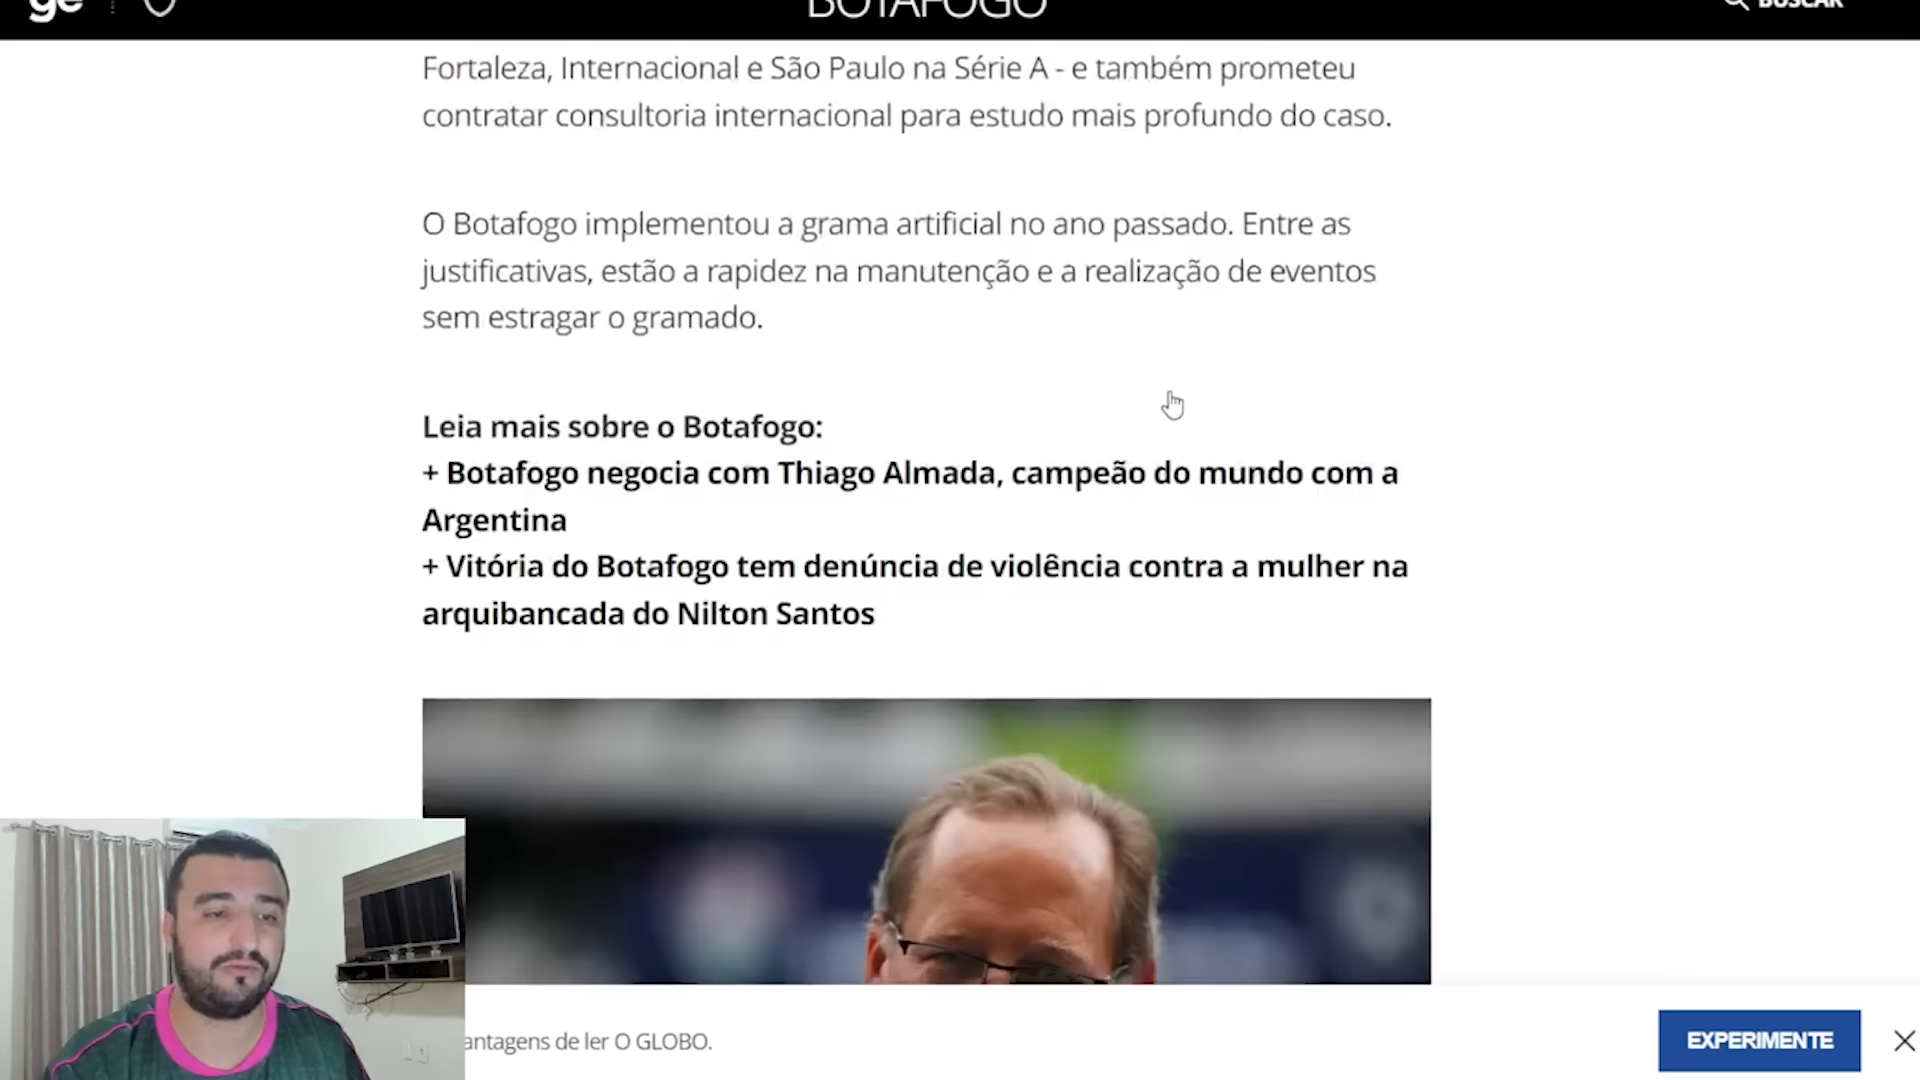 ge
BOTAFOGO
BUSCAR
Fortaleza, Internacional e São Paulo na Série A - e também prometeu
contratar consultoria internacional para estudo mais profundo do caso.
O Botafogo implementou a grama artificial no ano passado. Entre as
justificativas, estão a rapidez na manutenção e a realização de eventos
sem estragar o gramado.
Leia mais sobre o Botafogo:
+ Botafogo negocia com Thiago Almada, campeão do mundo com a
Argentina
+ Vitória do Botafogo tem denúncia de violência contra a mulher na
arquibancada do Nilton Santos
antagens de ler O GLOBO.
EXPERIMENTE